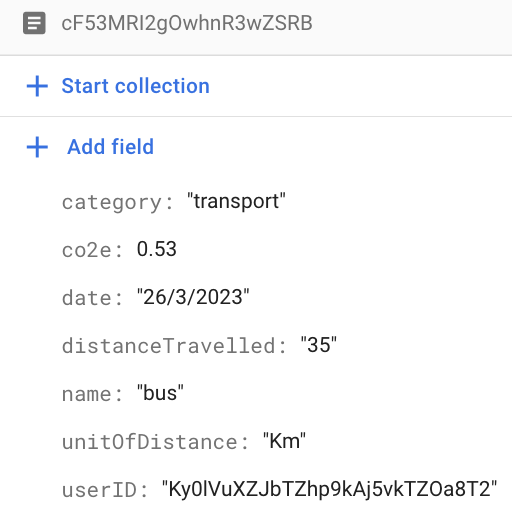 cF53MRI2gOwhnR3wZSRB
Start collection
Add field
category: "transport"
co2e: 0.53
date: "26/3/2023"
distanceTravelled: "35"
name: "bus"
unitOfDistance: "Km"
userID: "Ky0lVuXZJbTZhp9kAj5vkTZOa8T2"